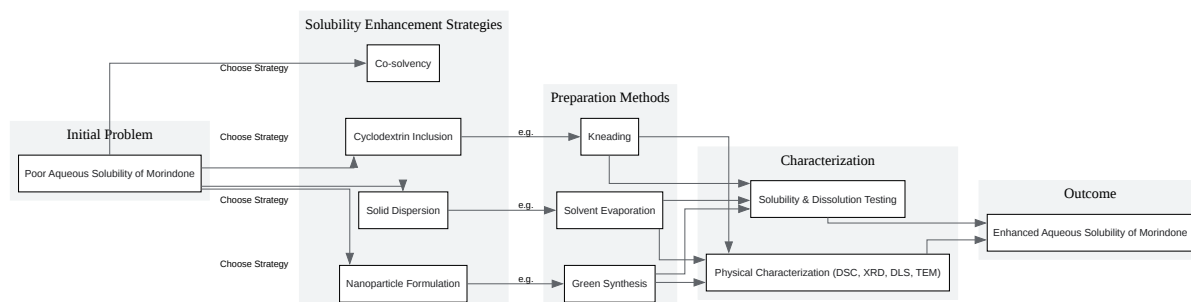 Solubility Enhancement Strategies
Co-solvency
Choose Strategy
Preparation Methods
Initial Problem
Choose Strategy
Cyclodextrin Inclusion
e.g.
Kneading
Characterization
Poor Aqueous Solubility of Morindone
Choose Strategy
Solid Dispersion
e.g.
Solvent Evaporation
Solubility & Dissolution Testing
Outcome
Enhanced Aqueous Solubility of Morindone
Choose Strategy
Nanoparticle Formulation
e.g.
Green Synthesis
Physical Characterization (DSC, XRD, DLS, TEM)